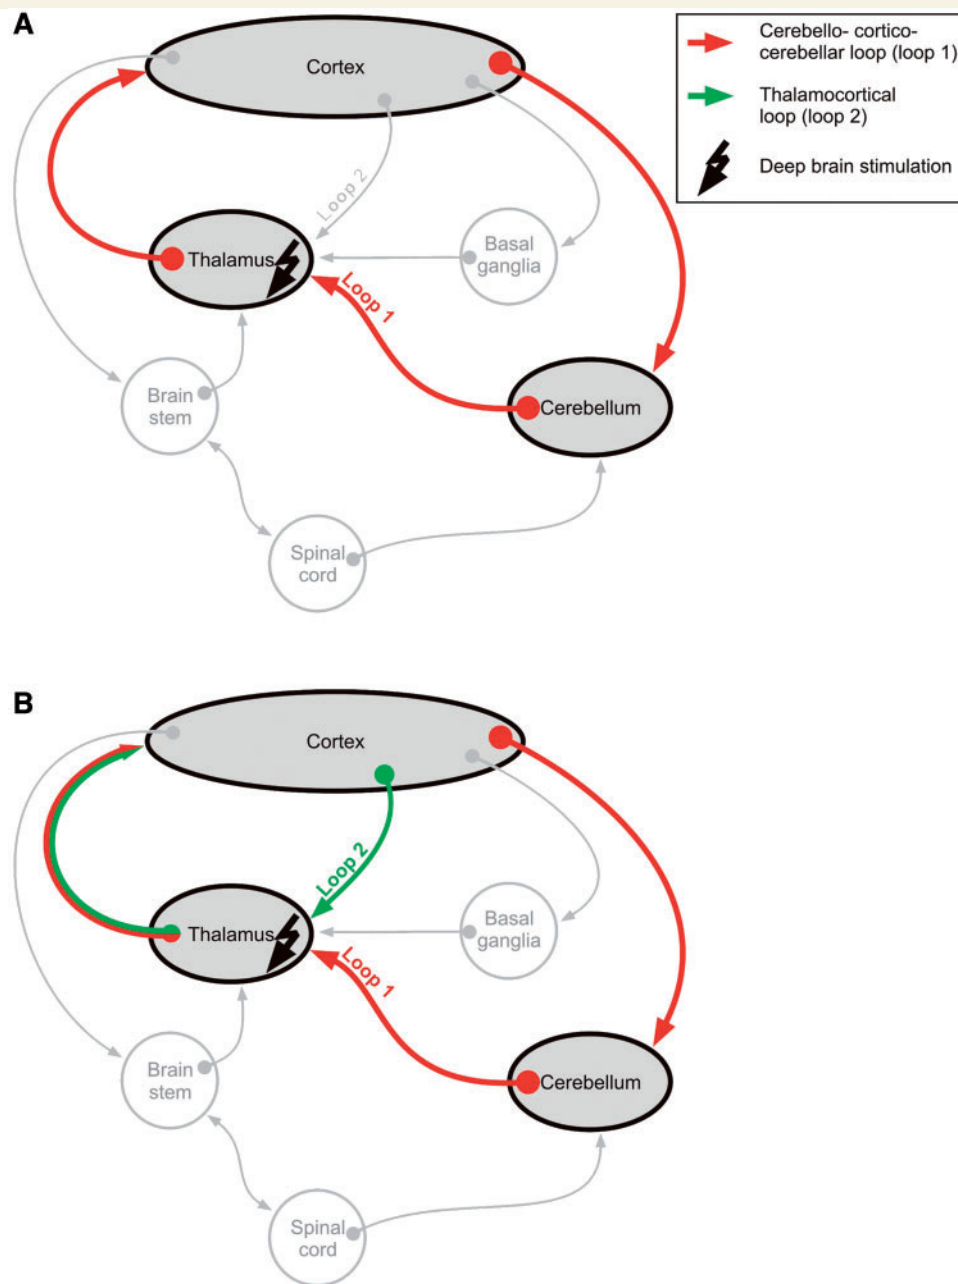 A
Cortex
Cerebello- cortico-
cerebellar loop (loop 1)
Thalamocortical
loop (loop 2)
Deep brain stimulation
Loop 2
Thalamus
Basal
ganglia
Loop 1
Brain
stem
Cerebellum
Spinal
cord
B
Cortex
Loop 2
Thalamus
Basal
ganglia
Loop 1
Brain
stem
Cerebellum
Spinal
cord